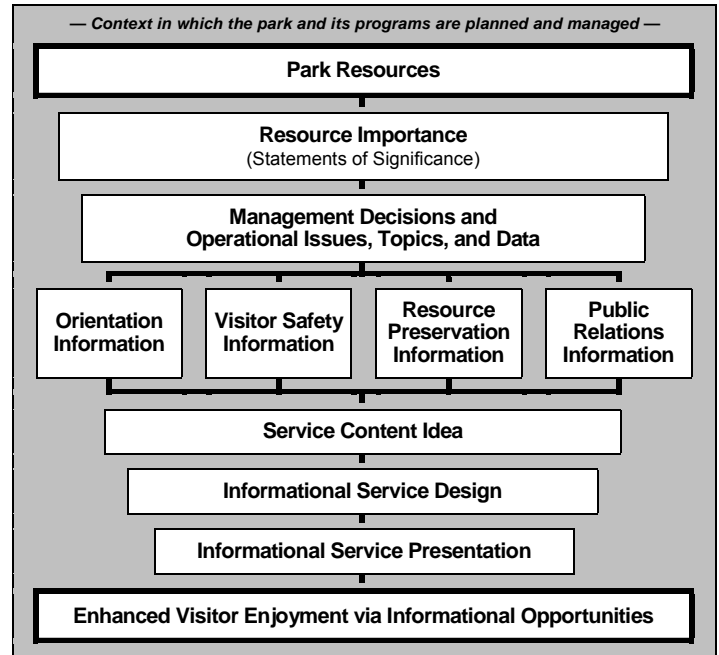 — Context in which the park and its programs are planned and managed —
Park Resources
Resource Importance
(Statements of Significance)
Management Decisions and
Operational Issues, Topics, and Data
Orientation
Information
Visitor Safety
Information
Resource
Preservation
Information
Public
Relations
Information
Service Content Idea
Informational Service Design
Informational Service Presentation
Enhanced Visitor Enjoyment via Informational Opportunities